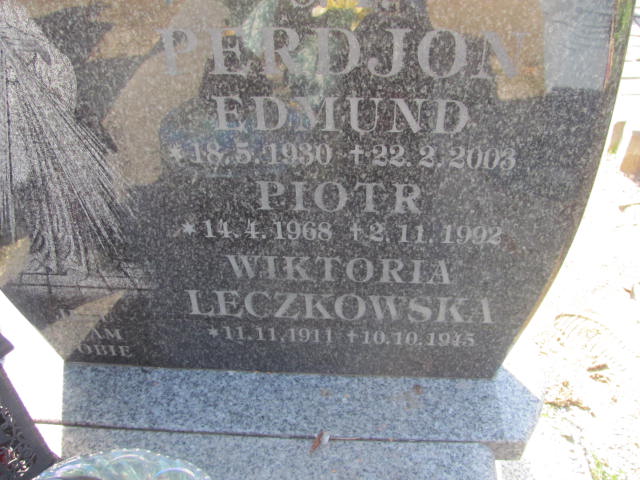 PERDJON
EDMUND
* 18.5.1930 + 22.2.2003
PIOTR
* 14.4.1968 + 2.11.1992
WIKTORIA
LECZKOWSKA
* 11.11.1911 + 10.10.1945